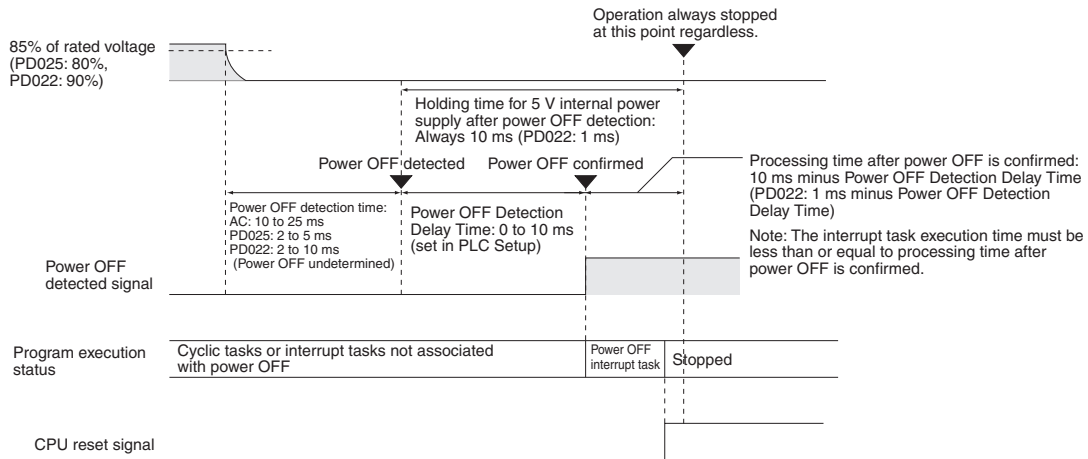 Operation always stopped
at this point regardless.
85% of rated voltage
(PD025: 80%,
PD022: 90%)
Holding time for 5 V internal power
supply after power OFF detection:
Always 10 ms (PD022: 1 ms)
Power OFF detected
Power OFF confirmed
Processing time after power OFF is confirmed:
10 ms minus Power OFF Detection Delay Time
(PD022: 1 ms minus Power OFF Detection
Delay Time)
Note: The interrupt task execution time must be
less than or equal to processing time after
power OFF is confirmed.
Power OFF detection time:
AC: 10 to 25 ms
PD025: 2 to 5 ms
PD022: 2 to 10 ms
(Power OFF undetermined)
Power OFF Detection
Delay Time: 0 to 10 ms
(set in PLC Setup)
Power OFF
detected signal
Program execution
status
Cyclic tasks or interrupt tasks not associated
with power OFF
Power OFF
interrupt task
Stopped
CPU reset signal